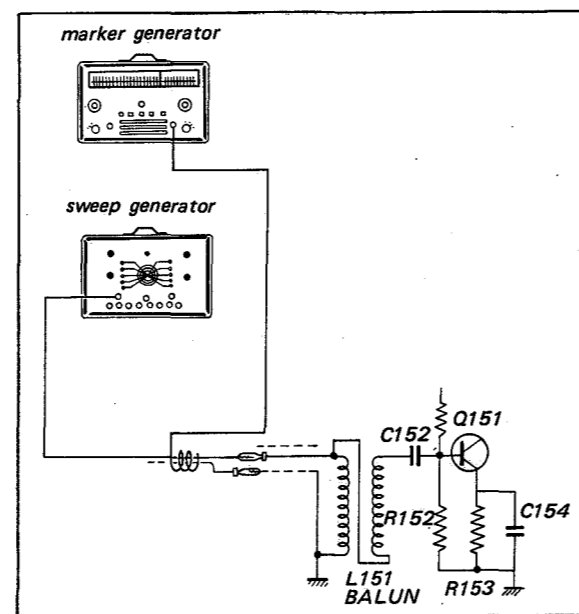 marker generator
sweep generator
Q151
C152
R152
C154
L151
BALUN
R153